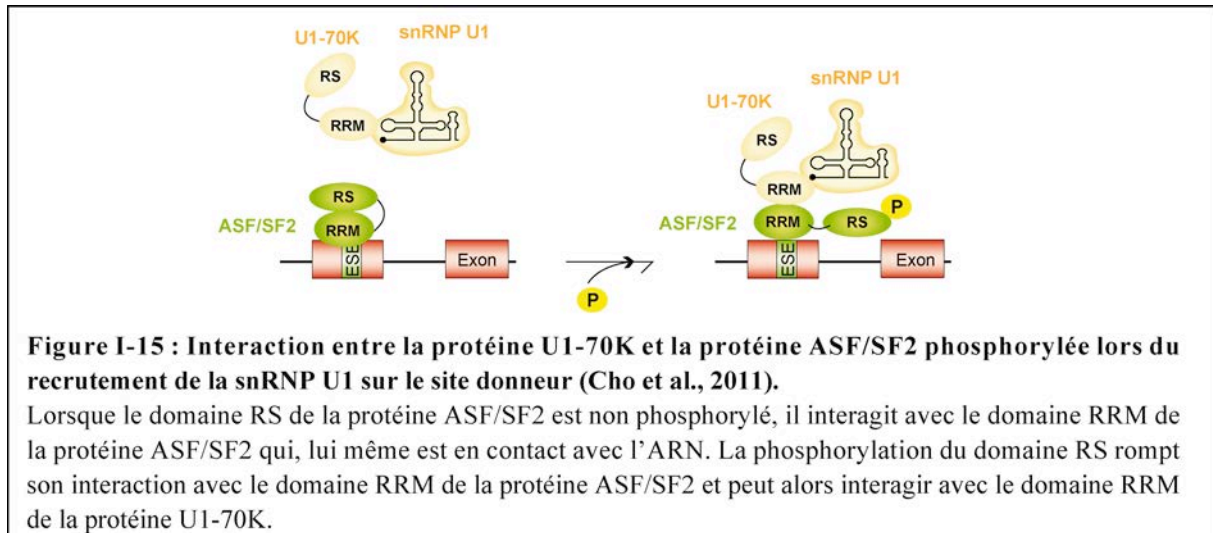 U1-70K
snRNP U1
RS
RRM
RS
ASF/SF2
RRM
ESE
Exon
P
snRNP U1
U1-70K
RS
RRM
P
ASF/SF2
RRM
RS
ESE
Exon
Figure I-15 : Interaction entre la protéine U1-70K et la protéine ASF/SF2 phosphorylée lors du
recrutement de la snRNP U1 sur le site donneur (Cho et al., 2011).
Lorsque le domaine RS de la protéine ASF/SF2 est non phosphorylé, il interagit avec le domaine RRM de
la protéine ASF/SF2 qui, lui même est en contact avec l'ARN. La phosphorylation du domaine RS rompt
son interaction avec le domaine RRM de la protéine ASF/SF2 et peut alors interagir avec le domaine RRM
de la protéine U1-70K.